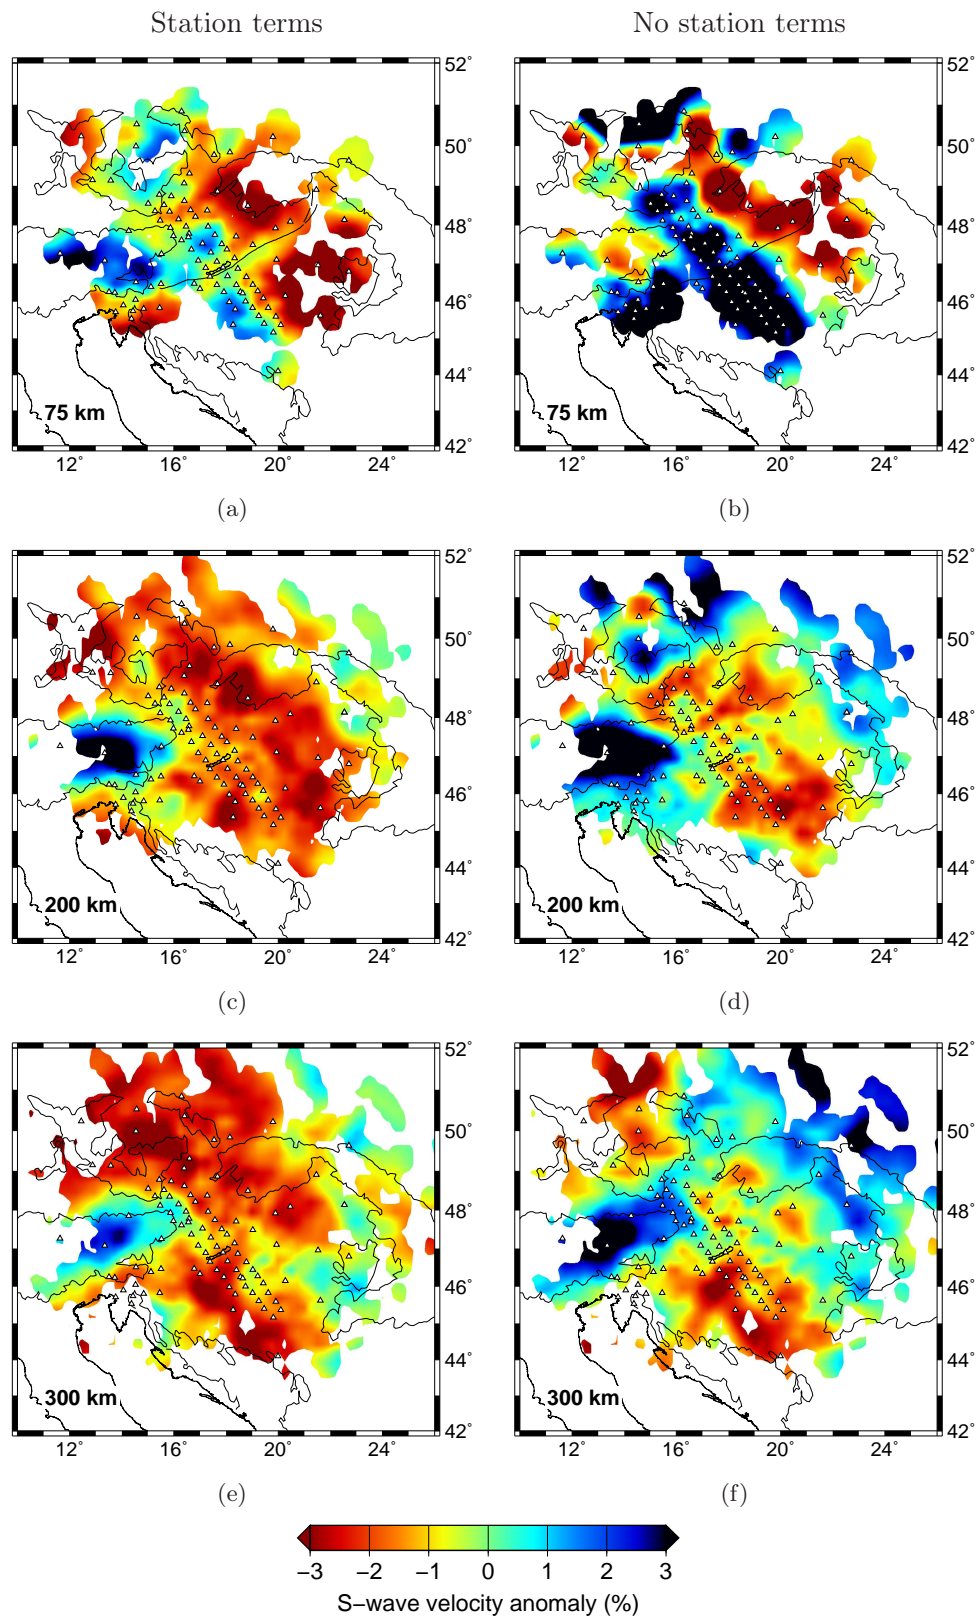 Station terms
No station terms
52°
50°
48°
46°
44°
42°
75 km
12° 16° 20° 24°
52°
50°
48°
46°
44°
42°
75 km
12° 16° 20° 24°
(a)
(b)
52°
50°
48°
46°
44°
42°
200 km
12° 16° 20° 24°
52°
50°
48°
46°
44°
42°
200 km
12° 16° 20° 24°
(c)
(d)
52°
50°
48°
46°
44°
42°
300 km
12° 16° 20° 24°
52°
50°
48°
46°
44°
42°
300 km
12° 16° 20° 24°
(e)
(f)
−3 −2 −1 0 1 2 3
S−wave velocity anomaly (%)